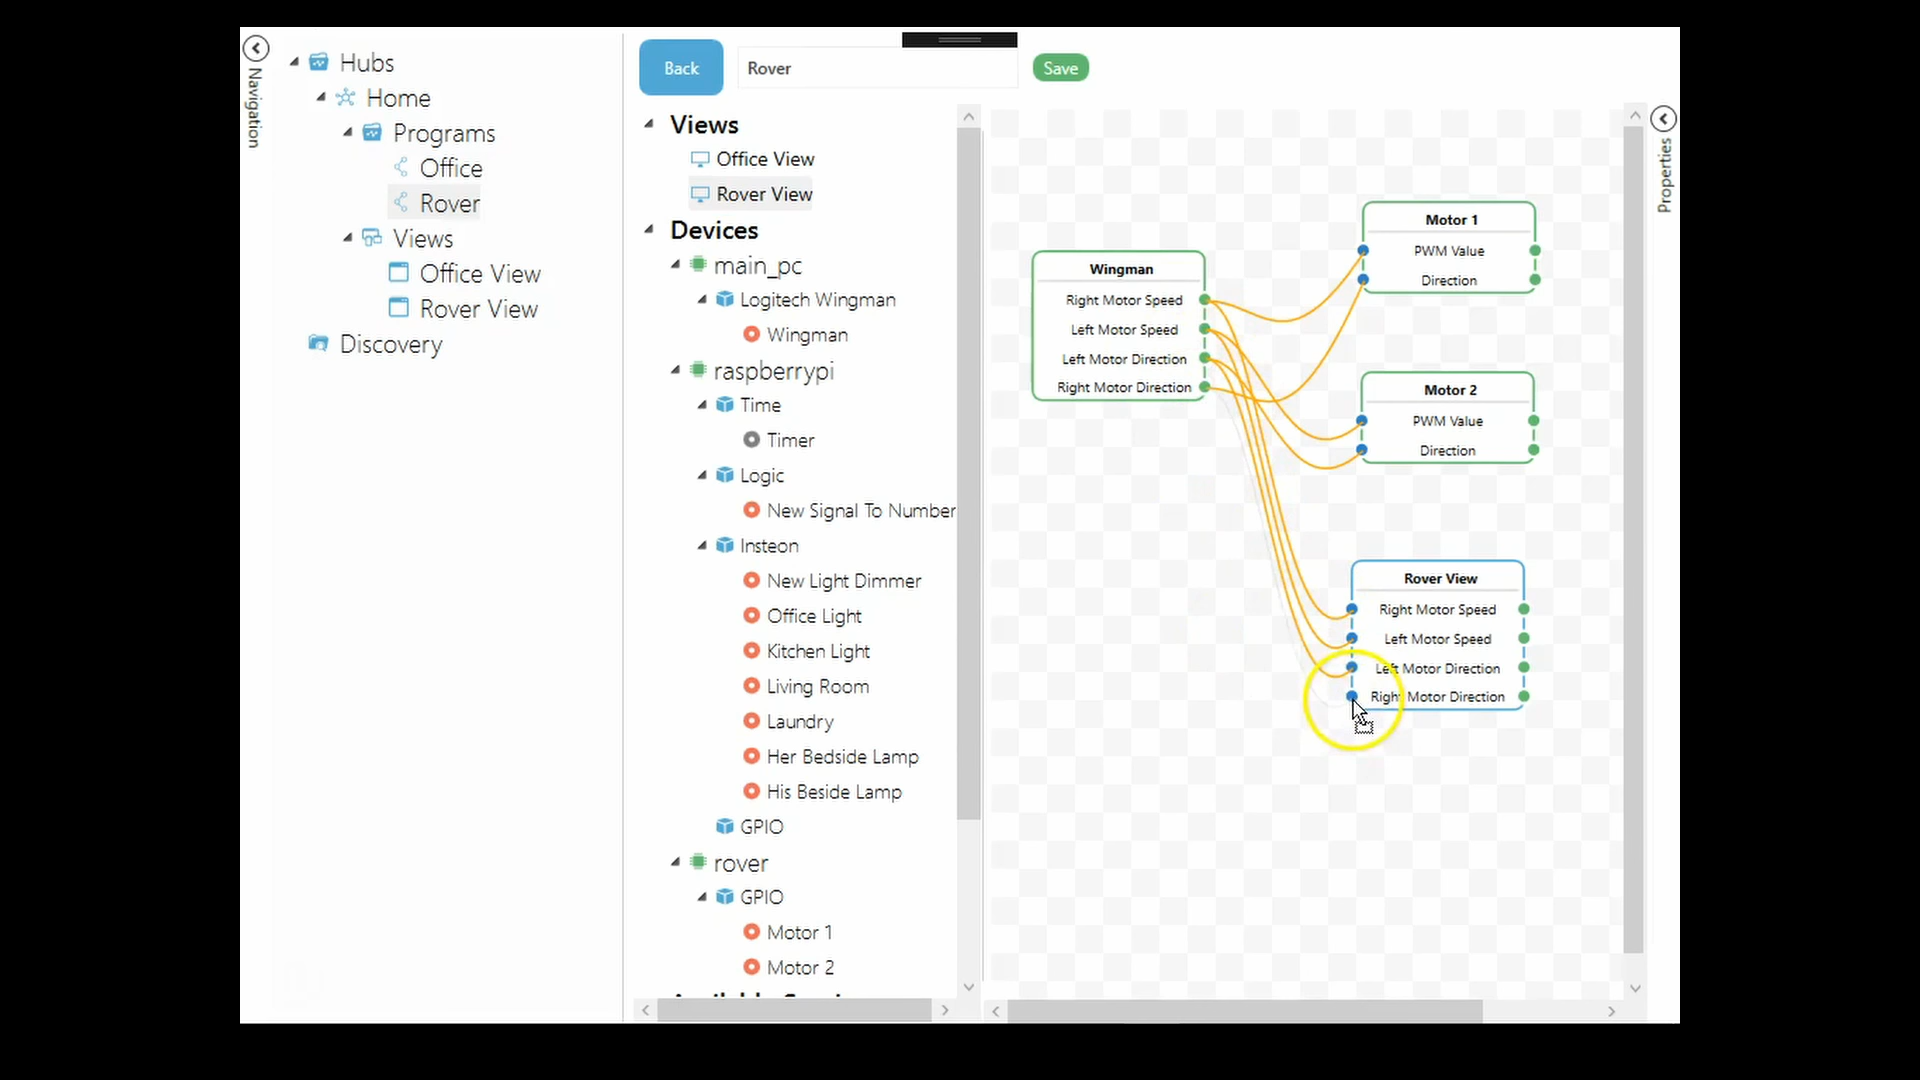 Navigation
Hubs
Home
Programs
Office
Rover
Views
Office View
Rover View
Discovery
Back
Rover
Save
Views
Office View
Rover View
Devices
main_pc
Logitech Wingman
Wingman
raspberrypi
Time
Timer
Logic
New Signal To Number
Insteon
New Light Dimmer
Office Light
Kitchen Light
Living Room
Laundry
Her Bedside Lamp
His Beside Lamp
GPIO
rover
GPIO
Motor 1
Motor 2
Wingman
Right Motor Speed
Left Motor Speed
Left Motor Direction
Right Motor Direction
Motor 1
PWM Value
Direction
Motor 2
PWM Value
Direction
Rover View
Right Motor Speed
Left Motor Speed
Left Motor Direction
Right Motor Direction
Properties